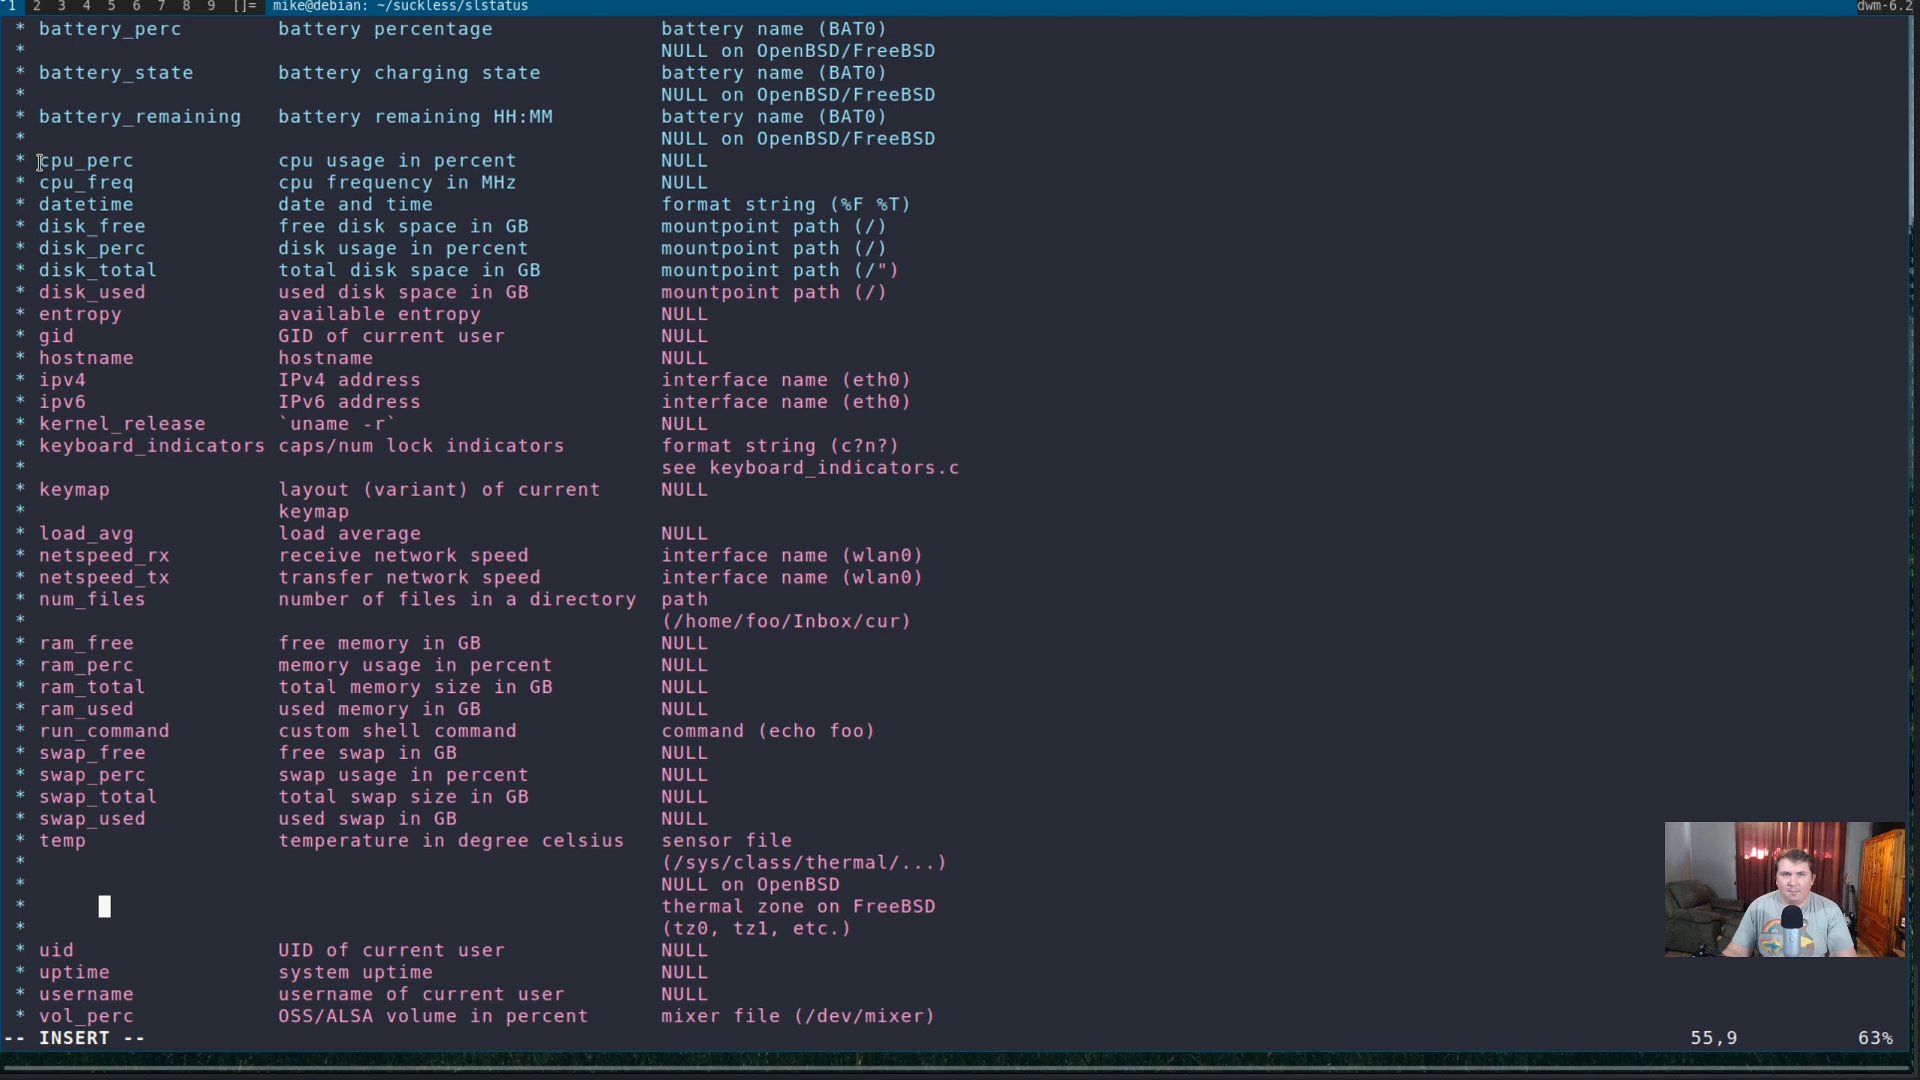 1 2 3 4 5 6 7 8 9 []= mike@debian: ~/suckless/slstatus dwm-6.2
* battery_perc battery percentage battery name (BAT0)
* NULL on OpenBSD/FreeBSD
* battery_state battery charging state battery name (BAT0)
* NULL on OpenBSD/FreeBSD
* battery_remaining battery remaining HH:MM battery name (BAT0)
* NULL on OpenBSD/FreeBSD
* cpu_perc cpu usage in percent NULL
* cpu_freq cpu frequency in MHz NULL
* datetime date and time format string (%F %T)
* disk_free free disk space in GB mountpoint path (/)
* disk_perc disk usage in percent mountpoint path (/)
* disk_total total disk space in GB mountpoint path (/")
* disk_used used disk space in GB mountpoint path (/)
* entropy available entropy NULL
* gid GID of current user NULL
* hostname hostname NULL
* ipv4 IPv4 address interface name (eth0)
* ipv6 IPv6 address interface name (eth0)
* kernel_release `uname -r` NULL
* keyboard_indicators caps/num lock indicators format string (c?n?)
* see keyboard_indicators.c
* keymap layout (variant) of current NULL
* keymap
* load_avg load average NULL
* netspeed_rx receive network speed interface name (wlan0)
* netspeed_tx transfer network speed interface name (wlan0)
* num_files number of files in a directory path
* (/home/foo/Inbox/cur)
* ram_free free memory in GB NULL
* ram_perc memory usage in percent NULL
* ram_total total memory size in GB NULL
* ram_used used memory in GB NULL
* run_command custom shell command command (echo foo)
* swap_free free swap in GB NULL
* swap_perc swap usage in percent NULL
* swap_total total swap size in GB NULL
* swap_used used swap in GB NULL
* temp temperature in degree celsius sensor file
* (/sys/class/thermal/...)
* NULL on OpenBSD
* thermal zone on FreeBSD
* (tz0, tz1, etc.)
* uid UID of current user NULL
* uptime system uptime NULL
* username username of current user NULL
* vol_perc OSS/ALSA volume in percent mixer file (/dev/mixer)
-- INSERT -- 55,9 63%